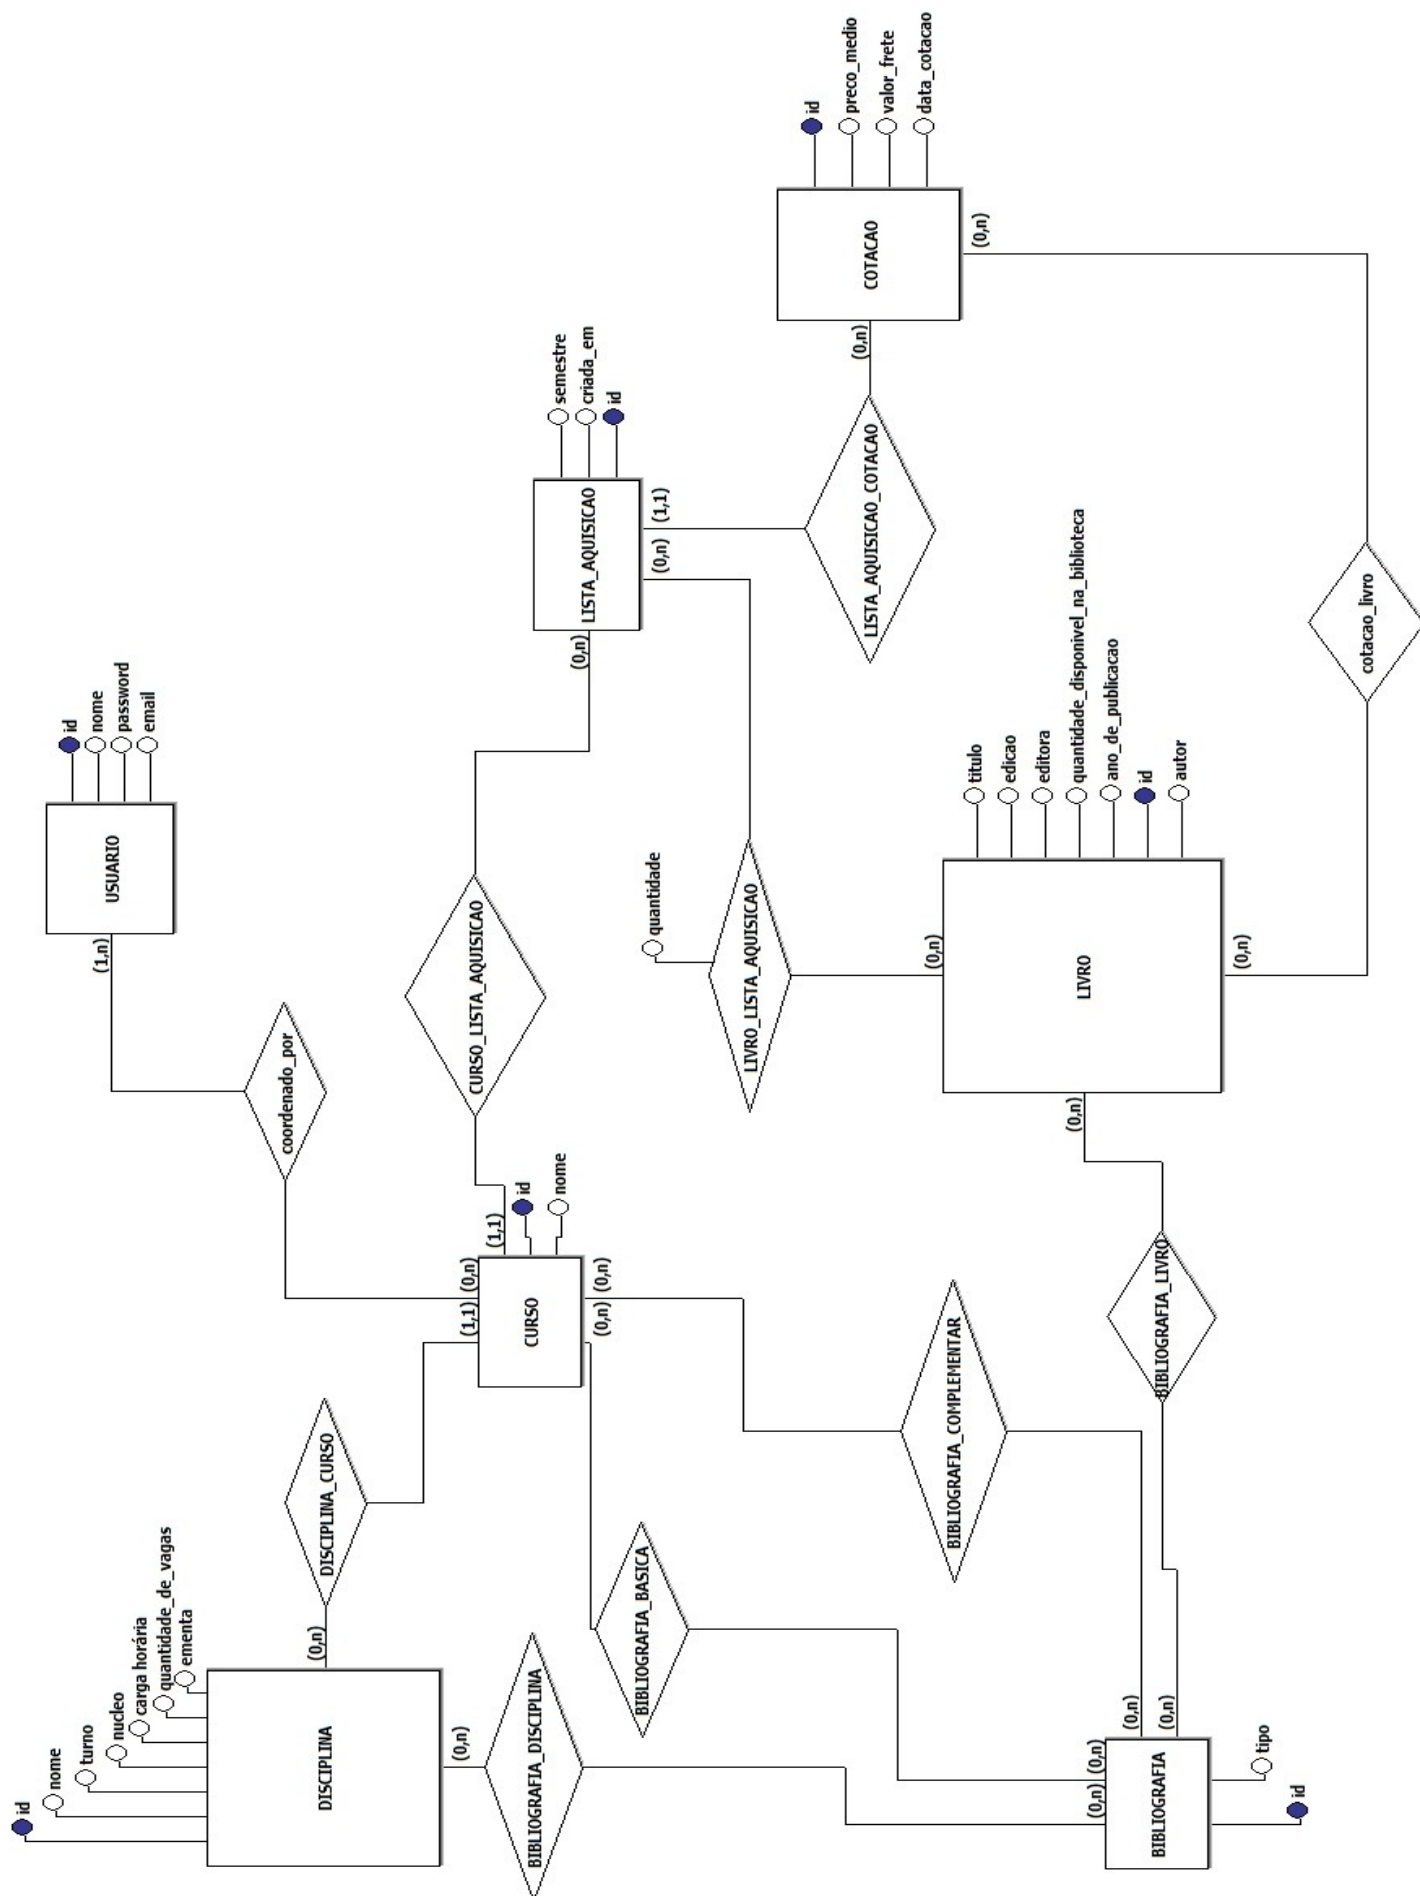 id
nome
turno
nucleo
carga horária
quantidade_de_vagas
ementa
DISCIPLINA
(0,n)
(0,n)
DISCIPLINA_CURSO
BIBLIOGRAFIA_DISCIPLINA
BIBLIOGRAFIA_BASICA
BIBLIOGRAFIA_COMPLEMENTAR
(1,1)
(0,n)
(1,1)
CURSO
(0,n)
(0,n)
id
nome
coordenado_por
(1,n)
USUARIO
id
nome
password
email
CURSO_LISTA_AQUISICAO
(0,n)
LISTA_AQUISICAO
semestre
criada_em
id
(0,n)
(1,1)
quantidade
LIVRO_LISTA_AQUISICAO
LISTA_AQUISICAO_COTACAO
(0,n)
COTACAO
id
preco_medio
valor_frete
data_cotacao
(0,n)
cotacao_livro
(0,n)
LIVRO
titulo
edicao
editora
quantidade_disponivel_na_biblioteca
ano_de_publicacao
id
autor
(0,n)
(0,n)
BIBLIOGRAFIA_LIVRO
(0,n)
(0,n)
(0,n)
(0,n)
BIBLIOGRAFIA
tipo
id